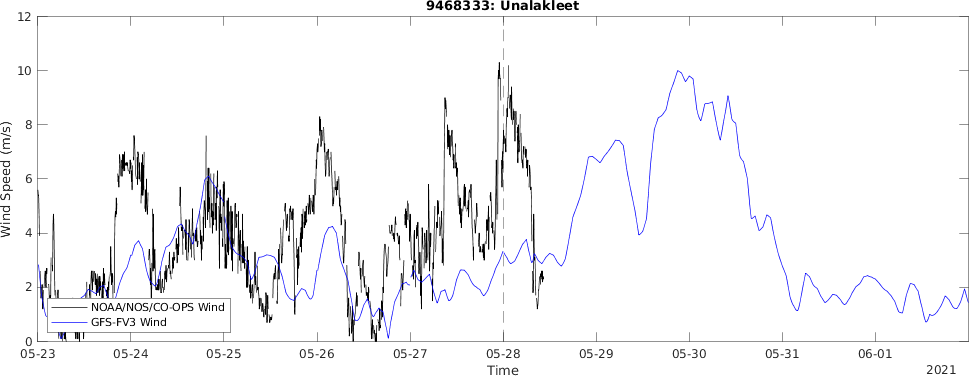 9468333: Unalakleet
Wind Speed (m/s)
12
10
8
6
4
2
0
NOAA/NOS/CO-OPS Wind
GFS-FV3 Wind
05-23 05-24 05-25 05-26 05-27 05-28 05-29 05-30 05-31 06-01
Time
2021